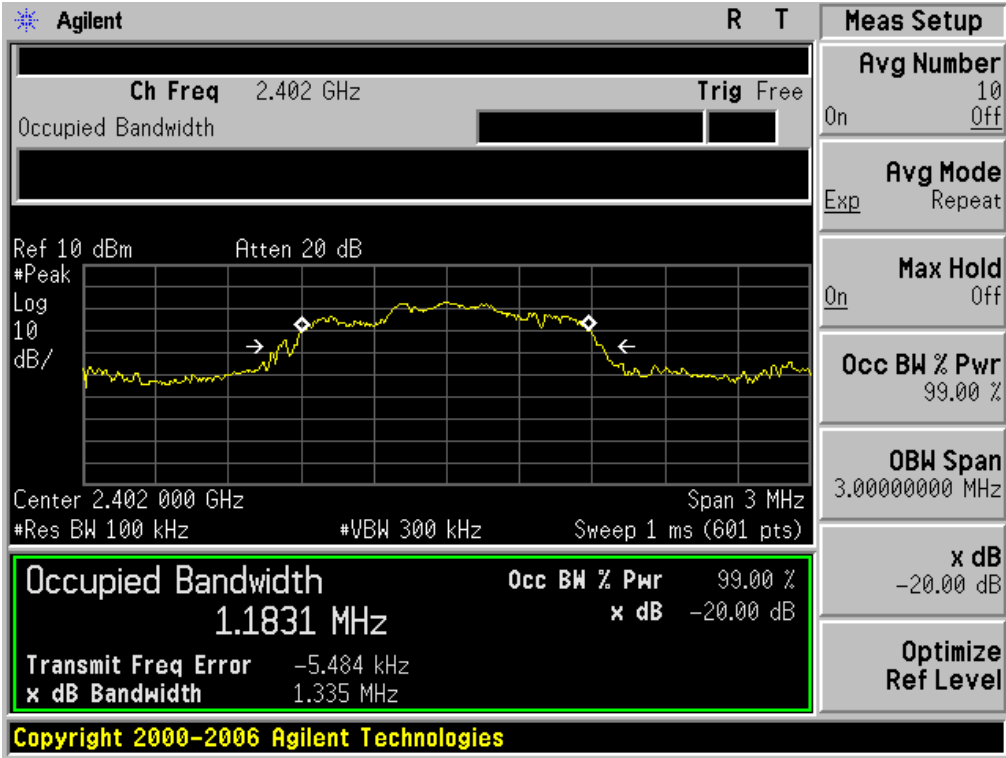 Agilent R T Meas Setup
Avg Number
10
On Off
Ch Freq 2.402 GHz Trig Free
Occupied Bandwidth
Avg Mode
Exp Repeat
Ref 10 dBm Atten 20 dB
#Peak
Log
10
dB/
Max Hold
On Off
Occ BW % Pwr
99.00 %
OBW Span
3.00000000 MHz
Center 2.402 000 GHz Span 3 MHz
#Res BW 100 kHz #VBW 300 kHz Sweep 1 ms (601 pts)
Occupied Bandwidth Occ BW % Pwr 99.00 %
1.1831 MHz x dB -20.00 dB
Transmit Freq Error -5.484 kHz
x dB Bandwidth 1.335 MHz
x dB
-20.00 dB
Optimize
Ref Level
Copyright 2000-2006 Agilent Technologies